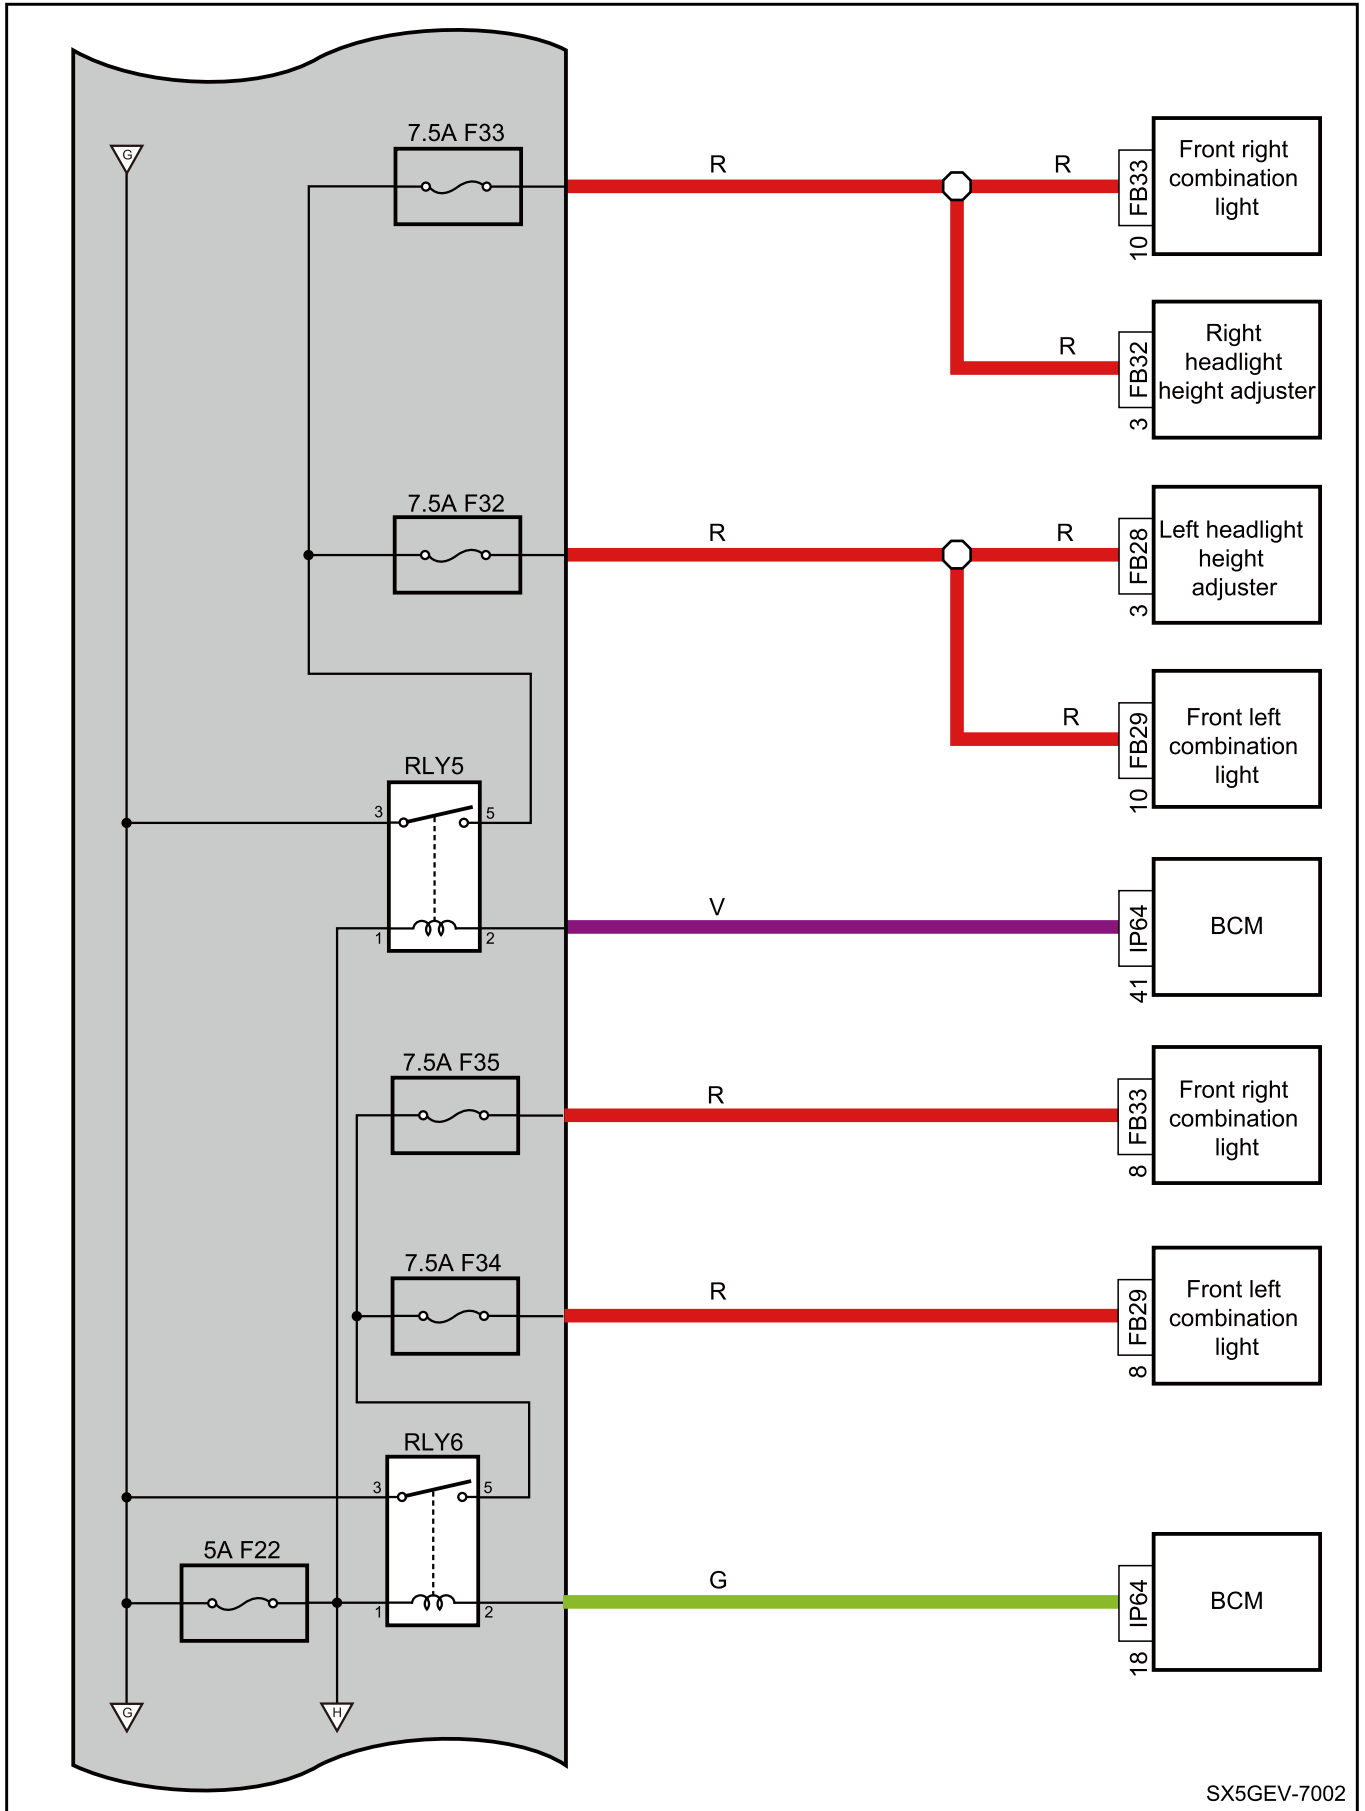 7.5A F33
G
R
R
FB33
10
Front right
combination
light
R
FB32
3
Right
headlight
height adjuster
7.5A F32
R
R
FB28
3
Left headlight
height
adjuster
R
FB29
10
Front left
combination
light
RLY5
3
5
1
2
V
IP64
41
BCM
7.5A F35
R
FB33
8
Front right
combination
light
7.5A F34
R
FB29
8
Front left
combination
light
RLY6
3
5
1
2
5A F22
G
IP64
18
BCM
G
H
SX5GEV-7002